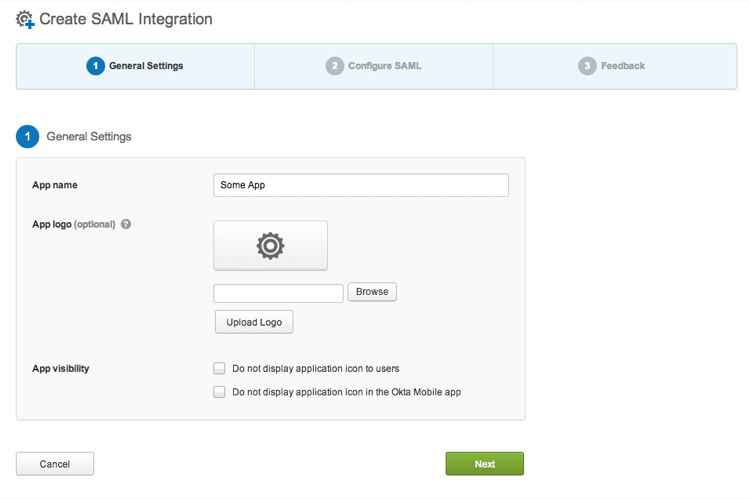 Create SAML Integration
1 General Settings
2 Configure SAML
3 Feedback
1 General Settings
App name
Some App
App logo (optional) ?
Browse
Upload Logo
App visibility
Do not display application icon to users
Do not display application icon in the Okta Mobile app
Cancel
Next